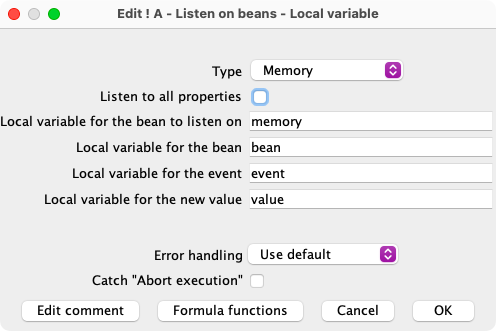 Edit ! A - Listen on beans - Local variable
Type Memory
Listen to all properties
Local variable for the bean to listen on memory
Local variable for the bean bean
Local variable for the event event
Local variable for the new value value
Error handling Use default
Catch "Abort execution"
Edit comment Formula functions Cancel OK